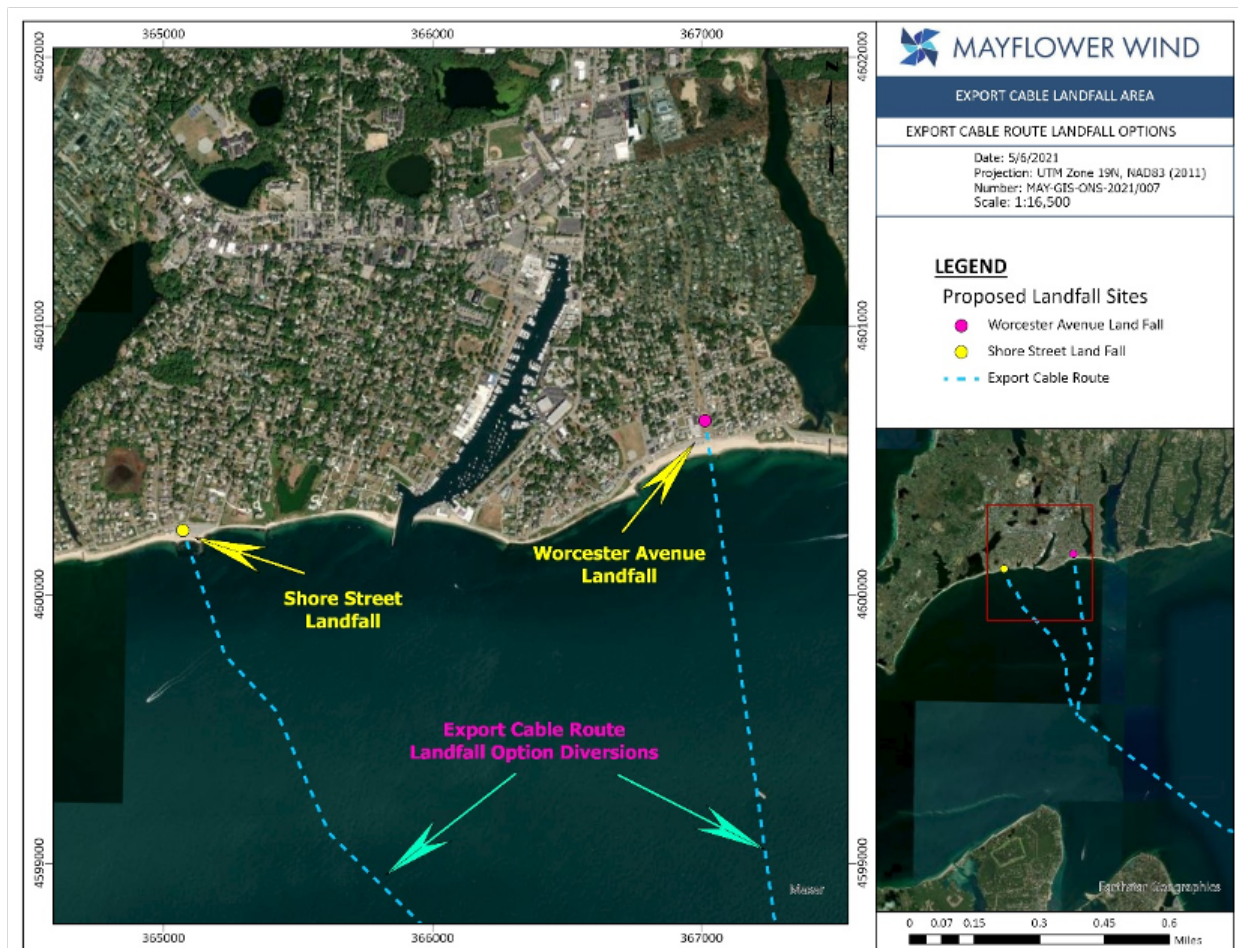 365000 366000 367000
4602000 4602000
4601000 4601000
4600000 4600000
4599000 4599000
N
Shore Street
Landfall
Worcester Avenue
Landfall
Export Cable Route
Landfall Option Diversions
Maxar
365000 366000 367000
MAYFLOWER WIND
EXPORT CABLE LANDFALL AREA
EXPORT CABLE ROUTE LANDFALL OPTIONS
Date: 5/6/2021
Projection: UTM Zone 19N, NAD83 (2011)
Number: MAY-GIS-ONS-2021/007
Scale: 1:16,500
LEGEND
Proposed Landfall Sites
Worcester Avenue Land Fall
Shore Street Land Fall
Export Cable Route
Earthstar Geographics
0 0.07 0.15 0.3 0.45 0.6
Miles